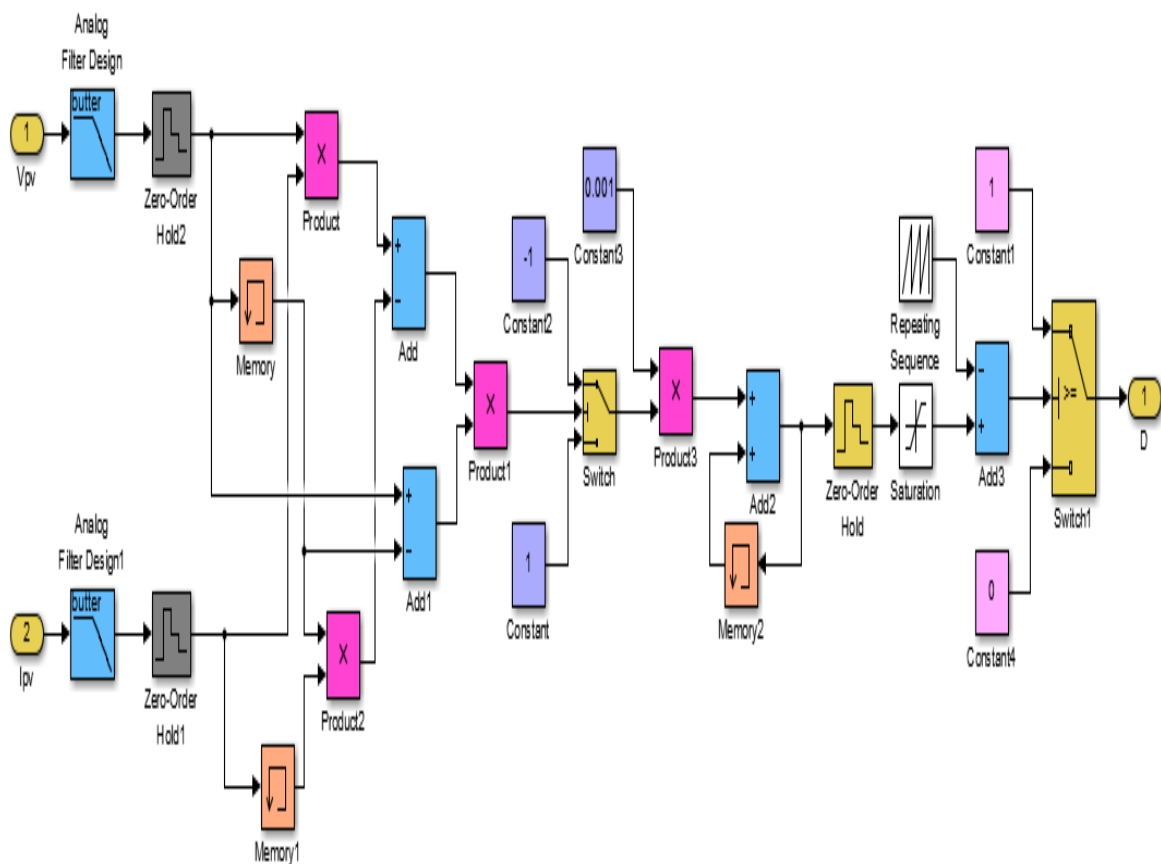 Analog
Filter Design
butter
1
Vpv
Zero-Order
Hold2
X
Product
Memory
+
-
Add
-1
Constant2
0.001
Constant3
X
Product1
Switch
X
Product3
+
+
Add2
Zero-Order
Hold
Repeating
Sequence
Saturation
1
Constant1
-
+
Add3
>=
Switch1
1
D
+
-
Add1
1
Constant
Memory2
0
Constant4
Analog
Filter Design1
butter
2
Ipv
Zero-Order
Hold1
X
Product2
Memory1